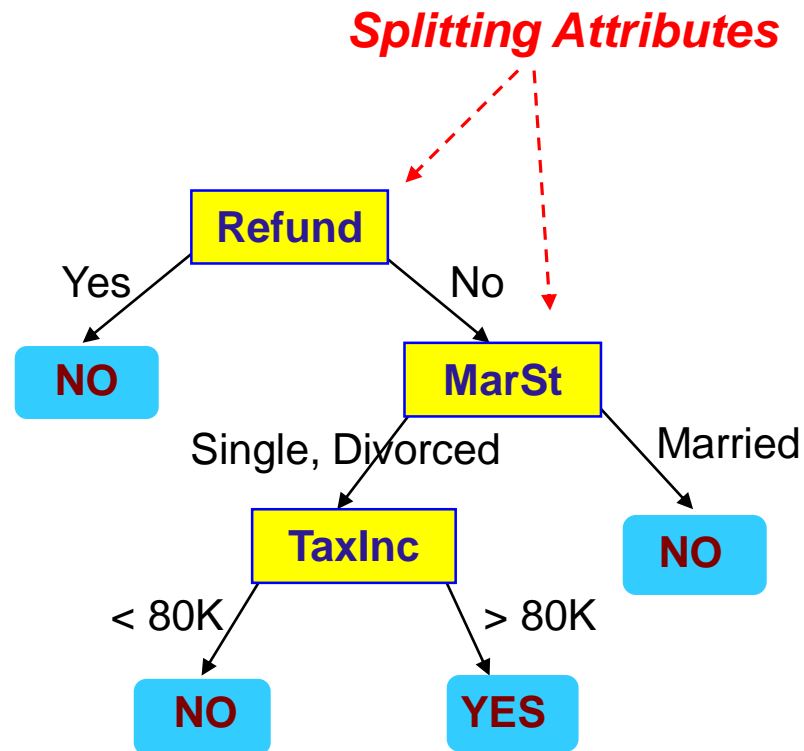 Splitting Attributes
Refund
Yes
No
NO
MarSt
Single, Divorced
Married
TaxInc
NO
< 80K
> 80K
NO
YES